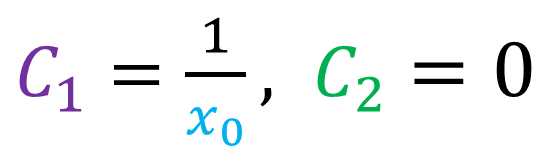 C₁ = 1/x₀, C₂ = 0